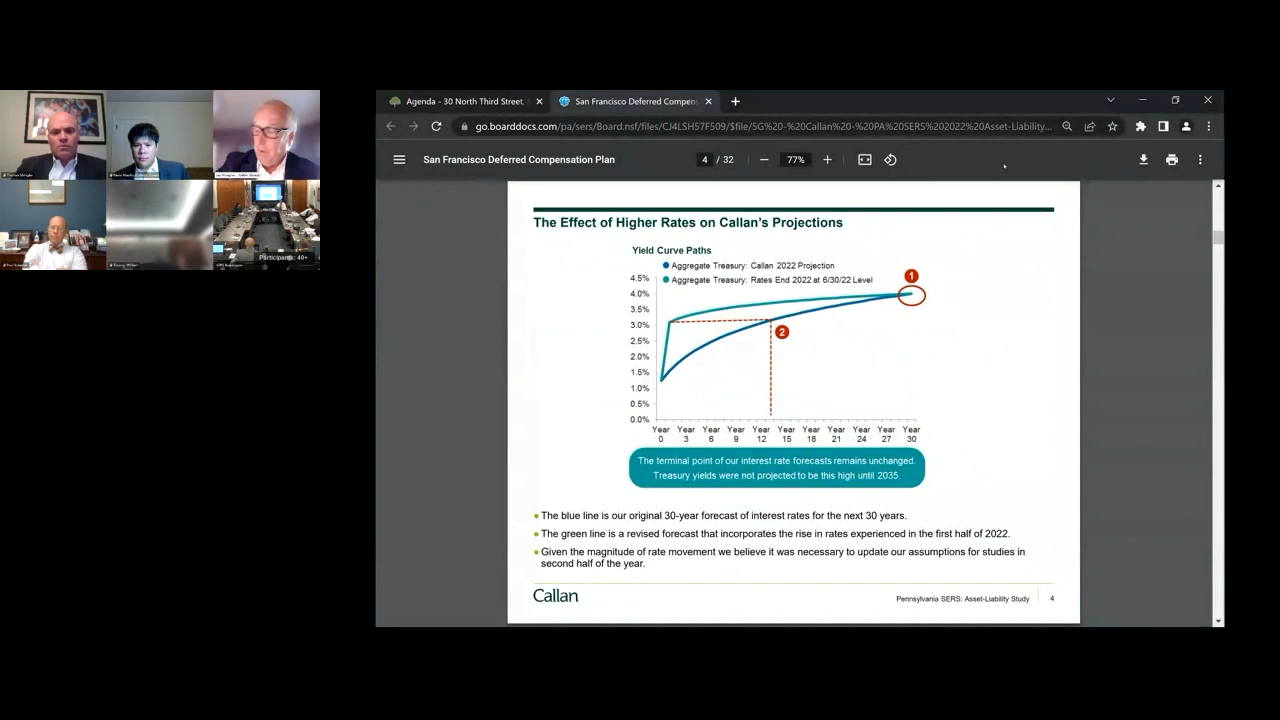 Agenda - 30 North Third Street,
San Francisco Deferred Compens
go.boarddocs.com/pa/sers/Board.nsf/files/CJ4LSH57F509/$file/5G%20-%20Callan%20-%20PA%20SERS%202022%20Asset-Liability...
San Francisco Deferred Compensation Plan
4 / 32
77%
The Effect of Higher Rates on Callan's Projections
Yield Curve Paths
Aggregate Treasury: Callan 2022 Projection
Aggregate Treasury: Rates End 2022 at 6/30/22 Level
1
4.5%
4.0%
3.5%
3.0%
2.5%
2.0%
1.5%
1.0%
0.5%
0.0%
2
Year 0
Year 3
Year 6
Year 9
Year 12
Year 15
Year 18
Year 21
Year 24
Year 27
Year 30
The terminal point of our interest rate forecasts remains unchanged.
Treasury yields were not projected to be this high until 2035.
The blue line is our original 30-year forecast of interest rates for the next 30 years.
The green line is a revised forecast that incorporates the rise in rates experienced in the first half of 2022.
Given the magnitude of rate movement we believe it was necessary to update our assumptions for studies in
second half of the year.
Callan
Pennsylvania SERS: Asset-Liability Study
4
Participants: 40+